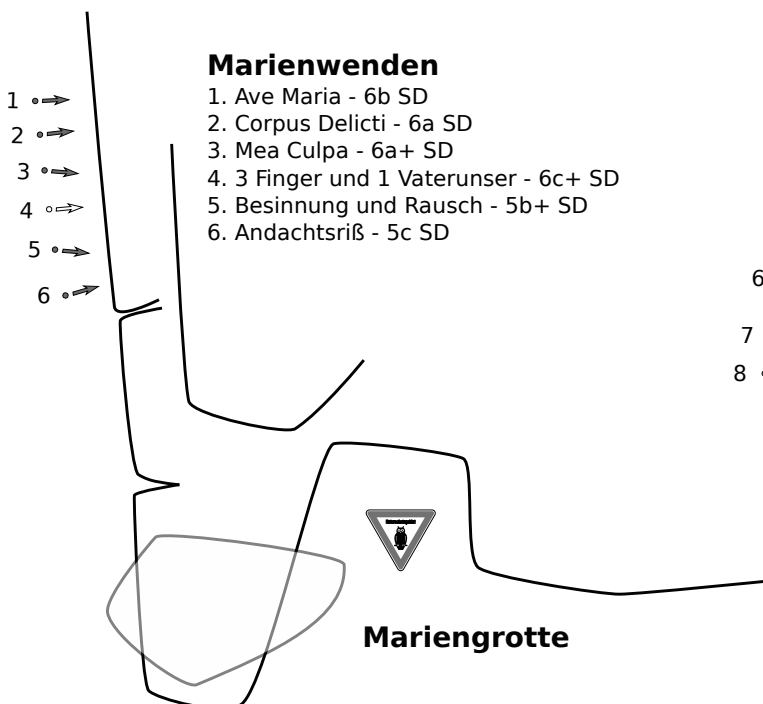 Marienwenden
1. Ave Maria - 6b SD
2. Corpus Delicti - 6a SD
3. Mea Culpa - 6a+ SD
4. 3 Finger und 1 Vaterunser - 6c+ SD
5. Besinnung und Rausch - 5b+ SD
6. Andachtsriß - 5c SD
1
2
3
4
5
6
6
7
8
Mariengrotte